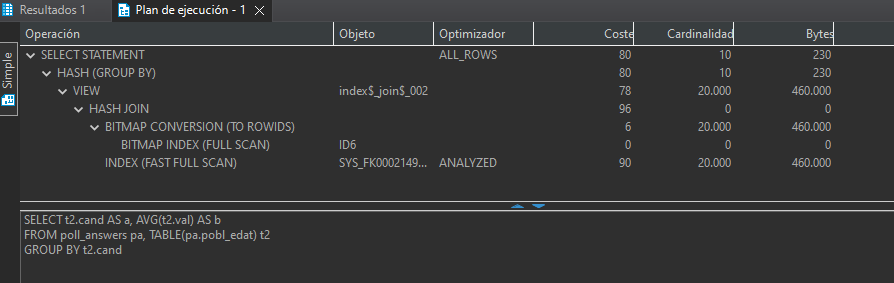 Resultados 1 Plan de ejecución - 1
Operación Objeto Optimizador Coste Cardinalidad Bytes
Simple
SELECT STATEMENT ALL_ROWS 80 10 230
HASH (GROUP BY) 80 10 230
VIEW index$_join$_002 78 20.000 460.000
HASH JOIN 96 0 0
BITMAP CONVERSION (TO ROWIDS) 6 20.000 460.000
BITMAP INDEX (FULL SCAN) ID6 0 0 0
INDEX (FAST FULL SCAN) SYS_FK0002149... ANALYZED 90 20.000 460.000
SELECT t2.cand AS a, AVG(t2.val) AS b
FROM poll_answers pa, TABLE(pa.pobl_edat) t2
GROUP BY t2.cand